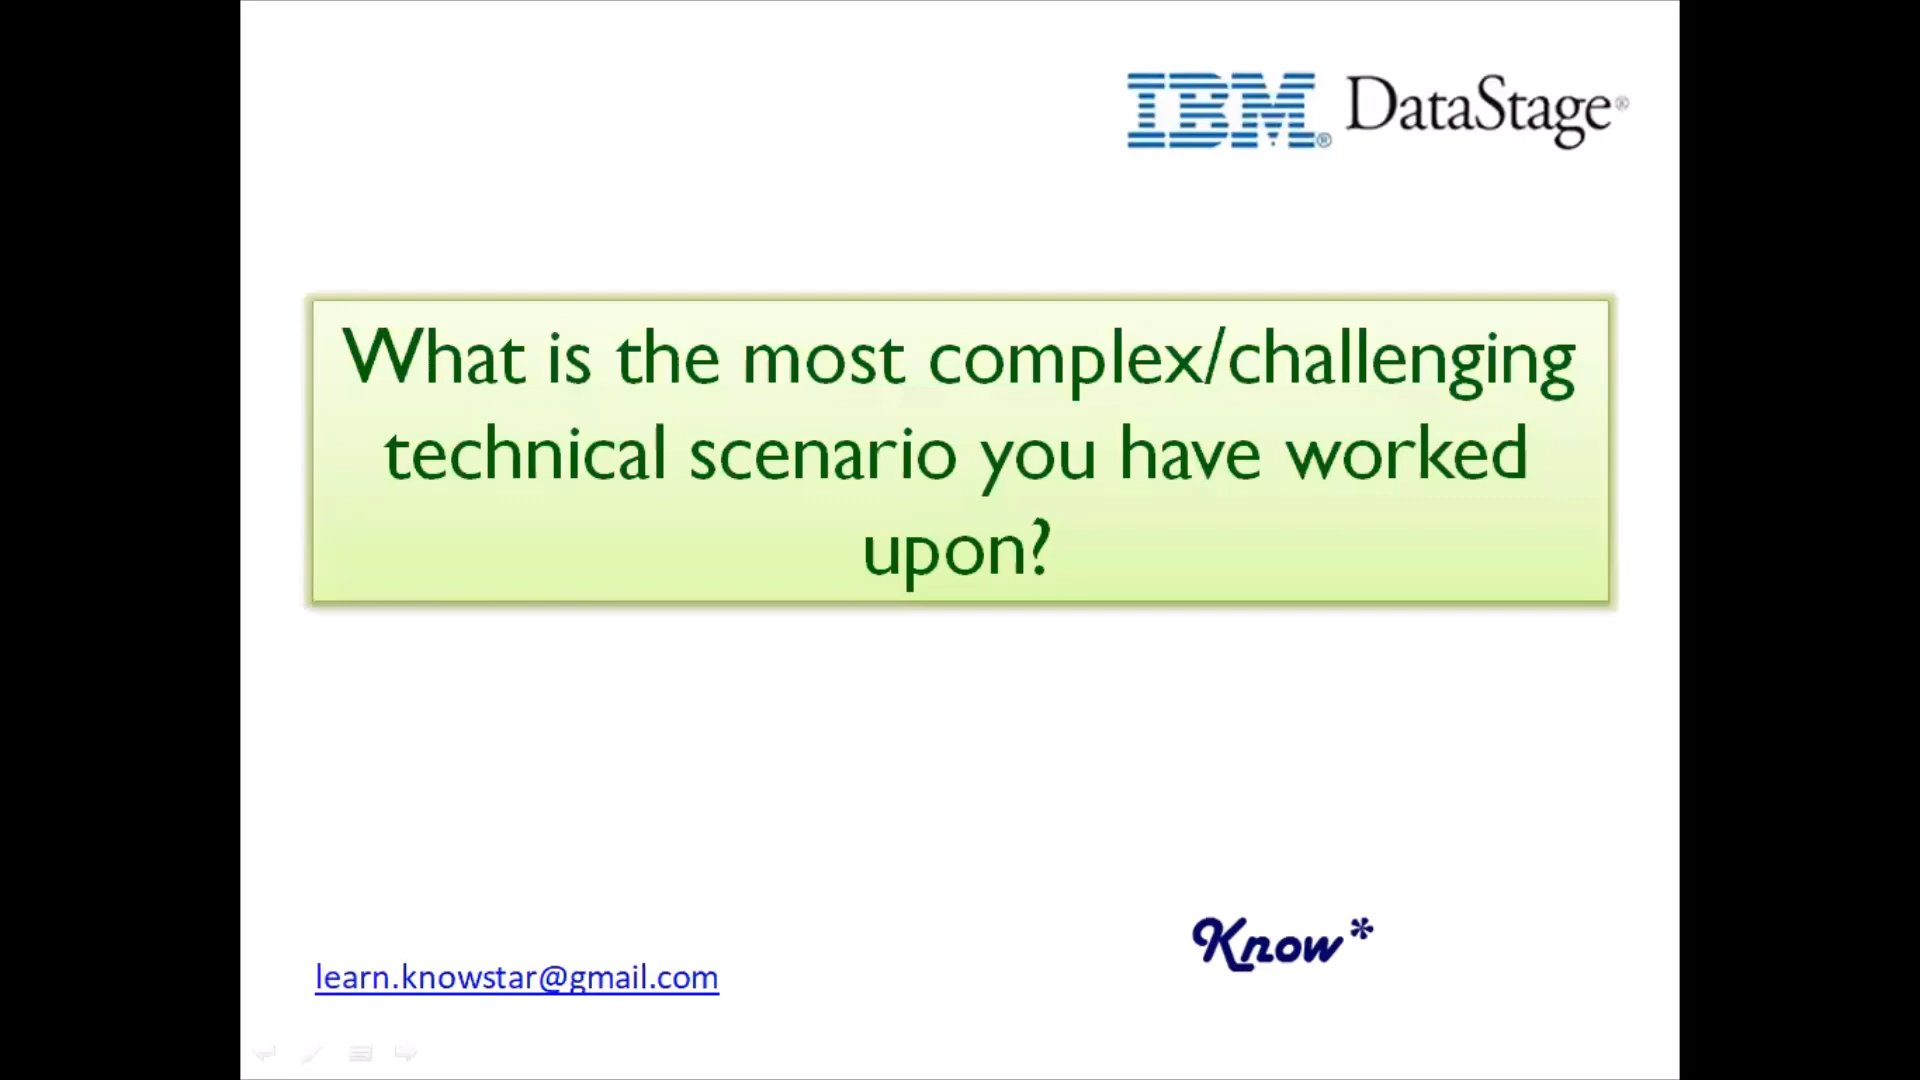 IBM® DataStage®
What is the most complex/challenging
technical scenario you have worked
upon?
Know*
learn.knowstar@gmail.com